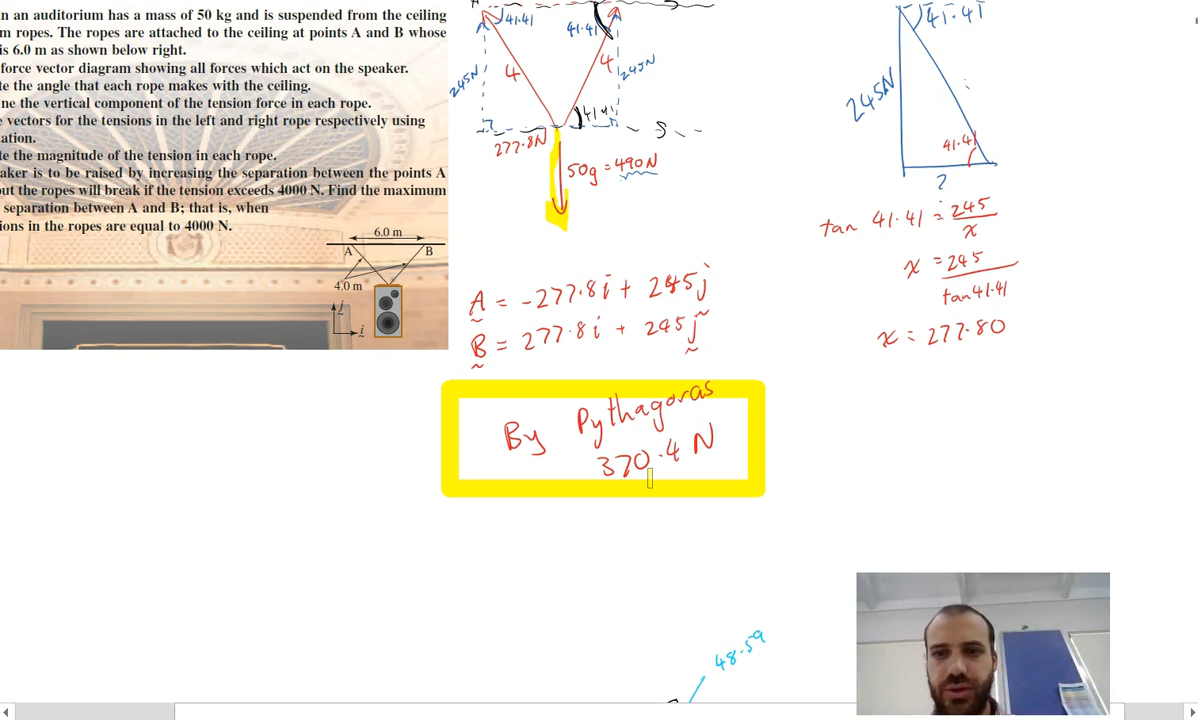 n an auditorium has a mass of 50 kg and is suspended from the ceiling
m ropes. The ropes are attached to the ceiling at points A and B whose
is 6.0 m as shown below right.
force vector diagram showing all forces which act on the speaker.
te the angle that each rope makes with the ceiling.
ne the vertical component of the tension force in each rope.
e vectors for the tensions in the left and right rope respectively using
ation.
te the magnitude of the tension in each rope.
aker is to be raised by increasing the separation between the points A
out the ropes will break if the tension exceeds 4000 N. Find the maximum
separation between A and B; that is, when
ions in the ropes are equal to 4000 N.
6.0 m
A
B
4.0 m
j
i
41.41
41.41
245N
4
4
245N
277.8N
50g = 490N
A = -277.8i + 245j
B = 277.8i + 245j
By Pythagoras
370.4 N
41.41
245N
41.41
?
tan 41.41 = 245/x
x = 245/tan 41.41
x = 277.80
48.59